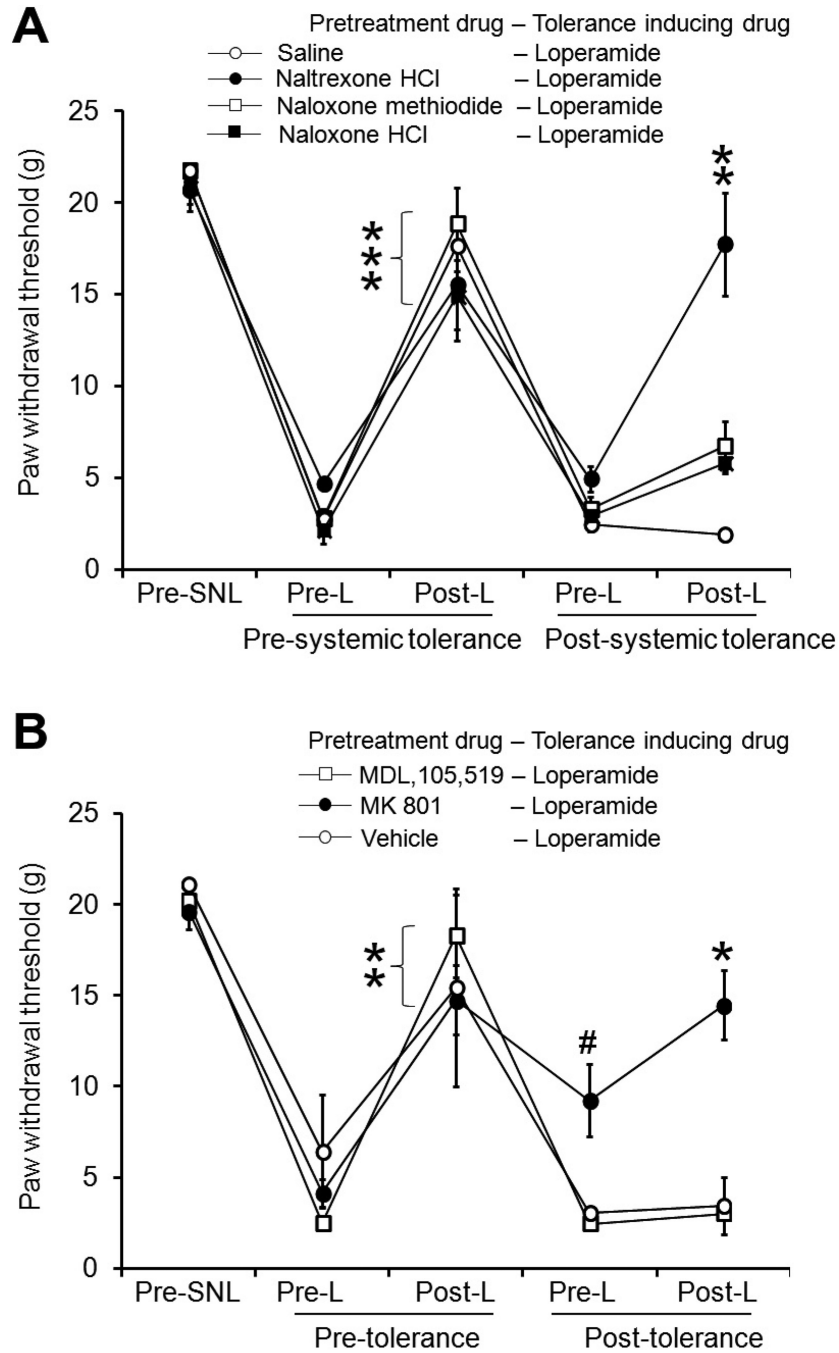 A
Pretreatment drug – Tolerance inducing drug
Saline – Loperamide
Naltrexone HCl – Loperamide
Naloxone methiodide – Loperamide
Naloxone HCl – Loperamide
Paw withdrawal threshold (g)
25
20
15
10
5
0
***
**
Pre-SNL Pre-L Post-L Pre-L Post-L
Pre-systemic tolerance Post-systemic tolerance
B
Pretreatment drug – Tolerance inducing drug
MDL,105,519 – Loperamide
MK 801 – Loperamide
Vehicle – Loperamide
Paw withdrawal threshold (g)
25
20
15
10
5
0
**
#
*
Pre-SNL Pre-L Post-L Pre-L Post-L
Pre-tolerance Post-tolerance